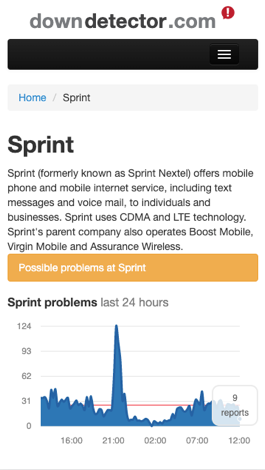 downdetector.com !
Home / Sprint
Sprint
Sprint (formerly known as Sprint Nextel) offers mobile
phone and mobile internet service, including text
messages and voice mail, to individuals and
businesses. Sprint uses CDMA and LTE technology.
Sprint's parent company also operates Boost Mobile,
Virgin Mobile and Assurance Wireless.
Possible problems at Sprint
Sprint problems last 24 hours
124
93
62
31
0
9
reports
16:00 21:00 02:00 07:00 12:00